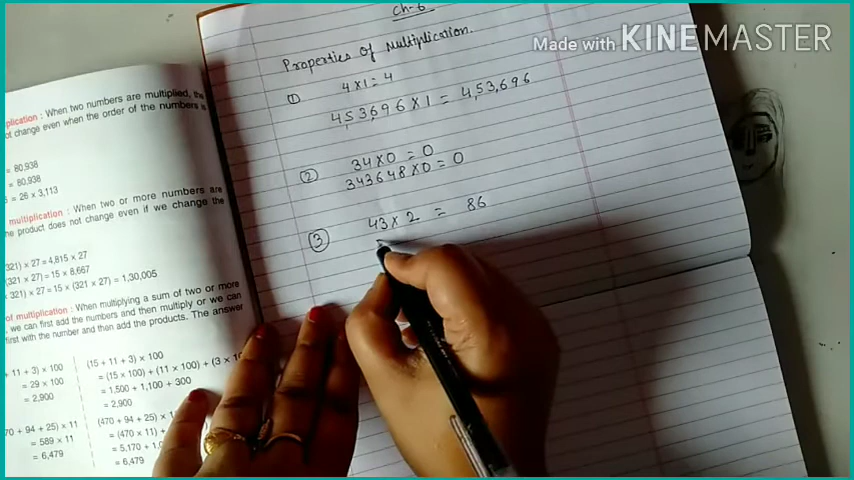 Made with KINEMASTER
Ch-6
Properties of Multiplication.
① 4×1=4
4,53,696×1 = 4,53,696
② 34×0 = 0
343648×0=0
③ 43×2 = 86
plication : When two numbers are multiplied, the
ot change even when the order of the numbers is
= 80,938
= 80,938
= 26 × 3,113
multiplication : When two or more numbers are
he product does not change even if we change the
321) × 27 = 4,815 × 27
(321 × 27) = 15 × 8,667
× 321) × 27 = 15 × (321 × 27) = 1,30,005
of multiplication : When multiplying a sum of two or more
we can first add the numbers and then multiply or we can
first with the number and then add the products. The answer
+ 11 + 3) × 100
= 29 × 100
= 2,900
70 + 94 + 25) × 11
= 589 × 11
= 6,479
(15 + 11 + 3) × 100
= (15 × 100) + (11 × 100) + (3 × 10
= 1,500 + 1,100 + 300
= 2,900
(470 + 94 + 25) × 1
= (470 × 11) +
= 5,170 + 1,0
= 6,479